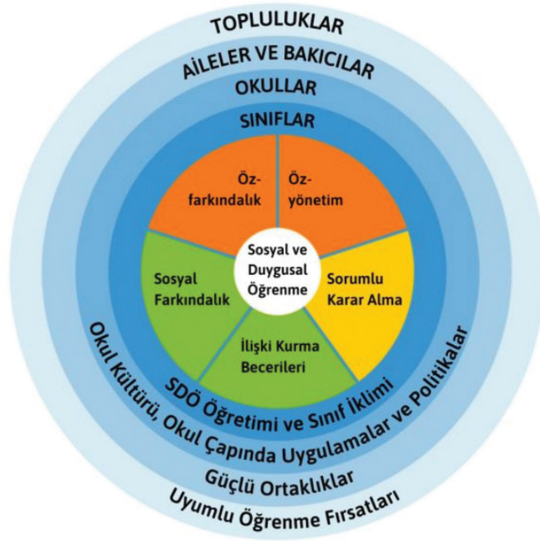 TOPLULUKLAR
AİLELER VE BAKICILAR
OKULLAR
SINIFLAR
Öz-
farkındalık
Öz-
yönetim
Sosyal ve
Duygusal
Öğrenme
Sosyal
Farkındalık
Sorumlu
Karar Alma
İlişki Kurma
Becerileri
SDÖ Öğretimi ve Sınıf İklimi
Okul Kültürü, Okul Çapında Uygulamalar ve Politikalar
Güçlü Ortaklıklar
Uyumlu Öğrenme Fırsatları